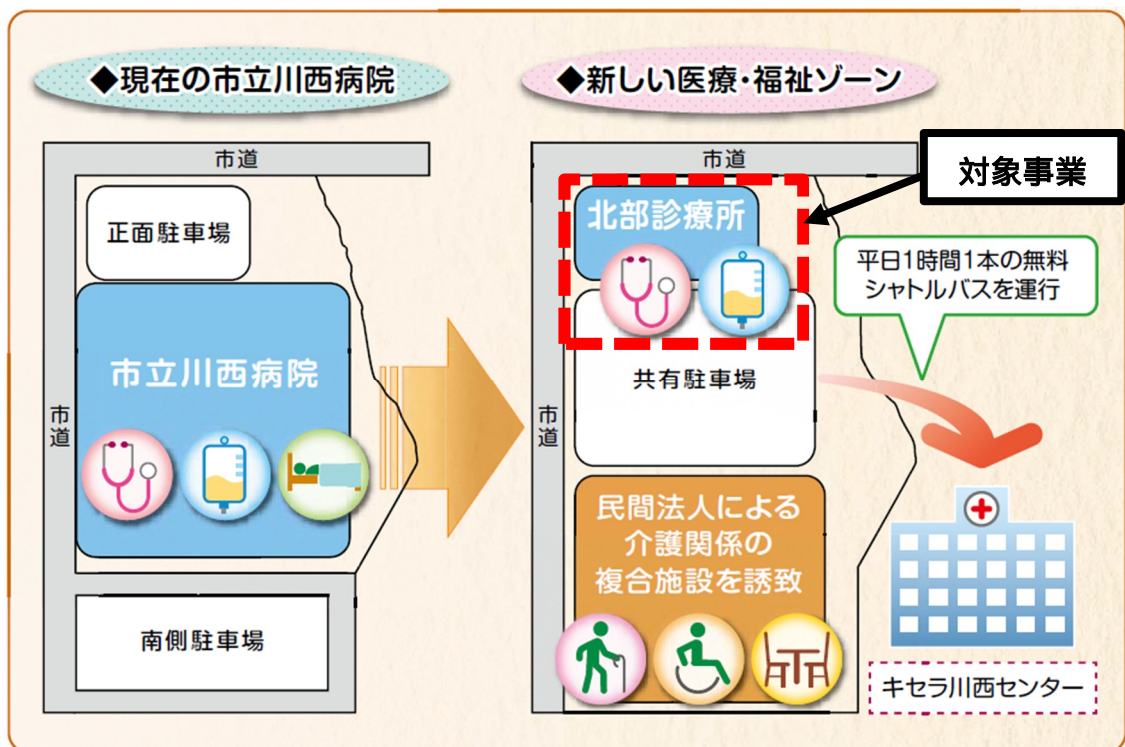 ◆現在の市立川西病院
市道
正面駐車場
市立川西病院
市道
南側駐車場
◆新しい医療・福祉ゾーン
市道
対象事業
北部診療所
平日1時間1本の無料
シャトルバスを運行
共有駐車場
市道
民間法人による
介護関係の
複合施設を誘致
キセラ川西センター